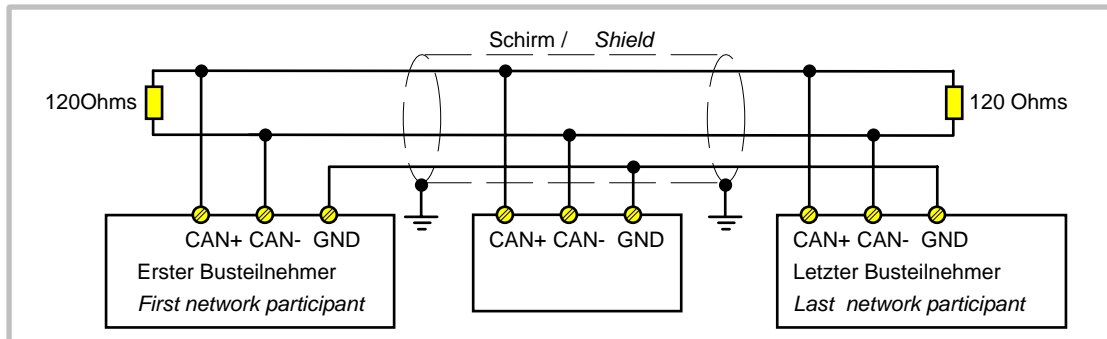 Schirm / Shield
120Ohms
120 Ohms
CAN+ CAN- GND
CAN+ CAN- GND
CAN+ CAN- GND
Erster Busteilnehmer
First network participant
Letzter Busteilnehmer
Last network participant